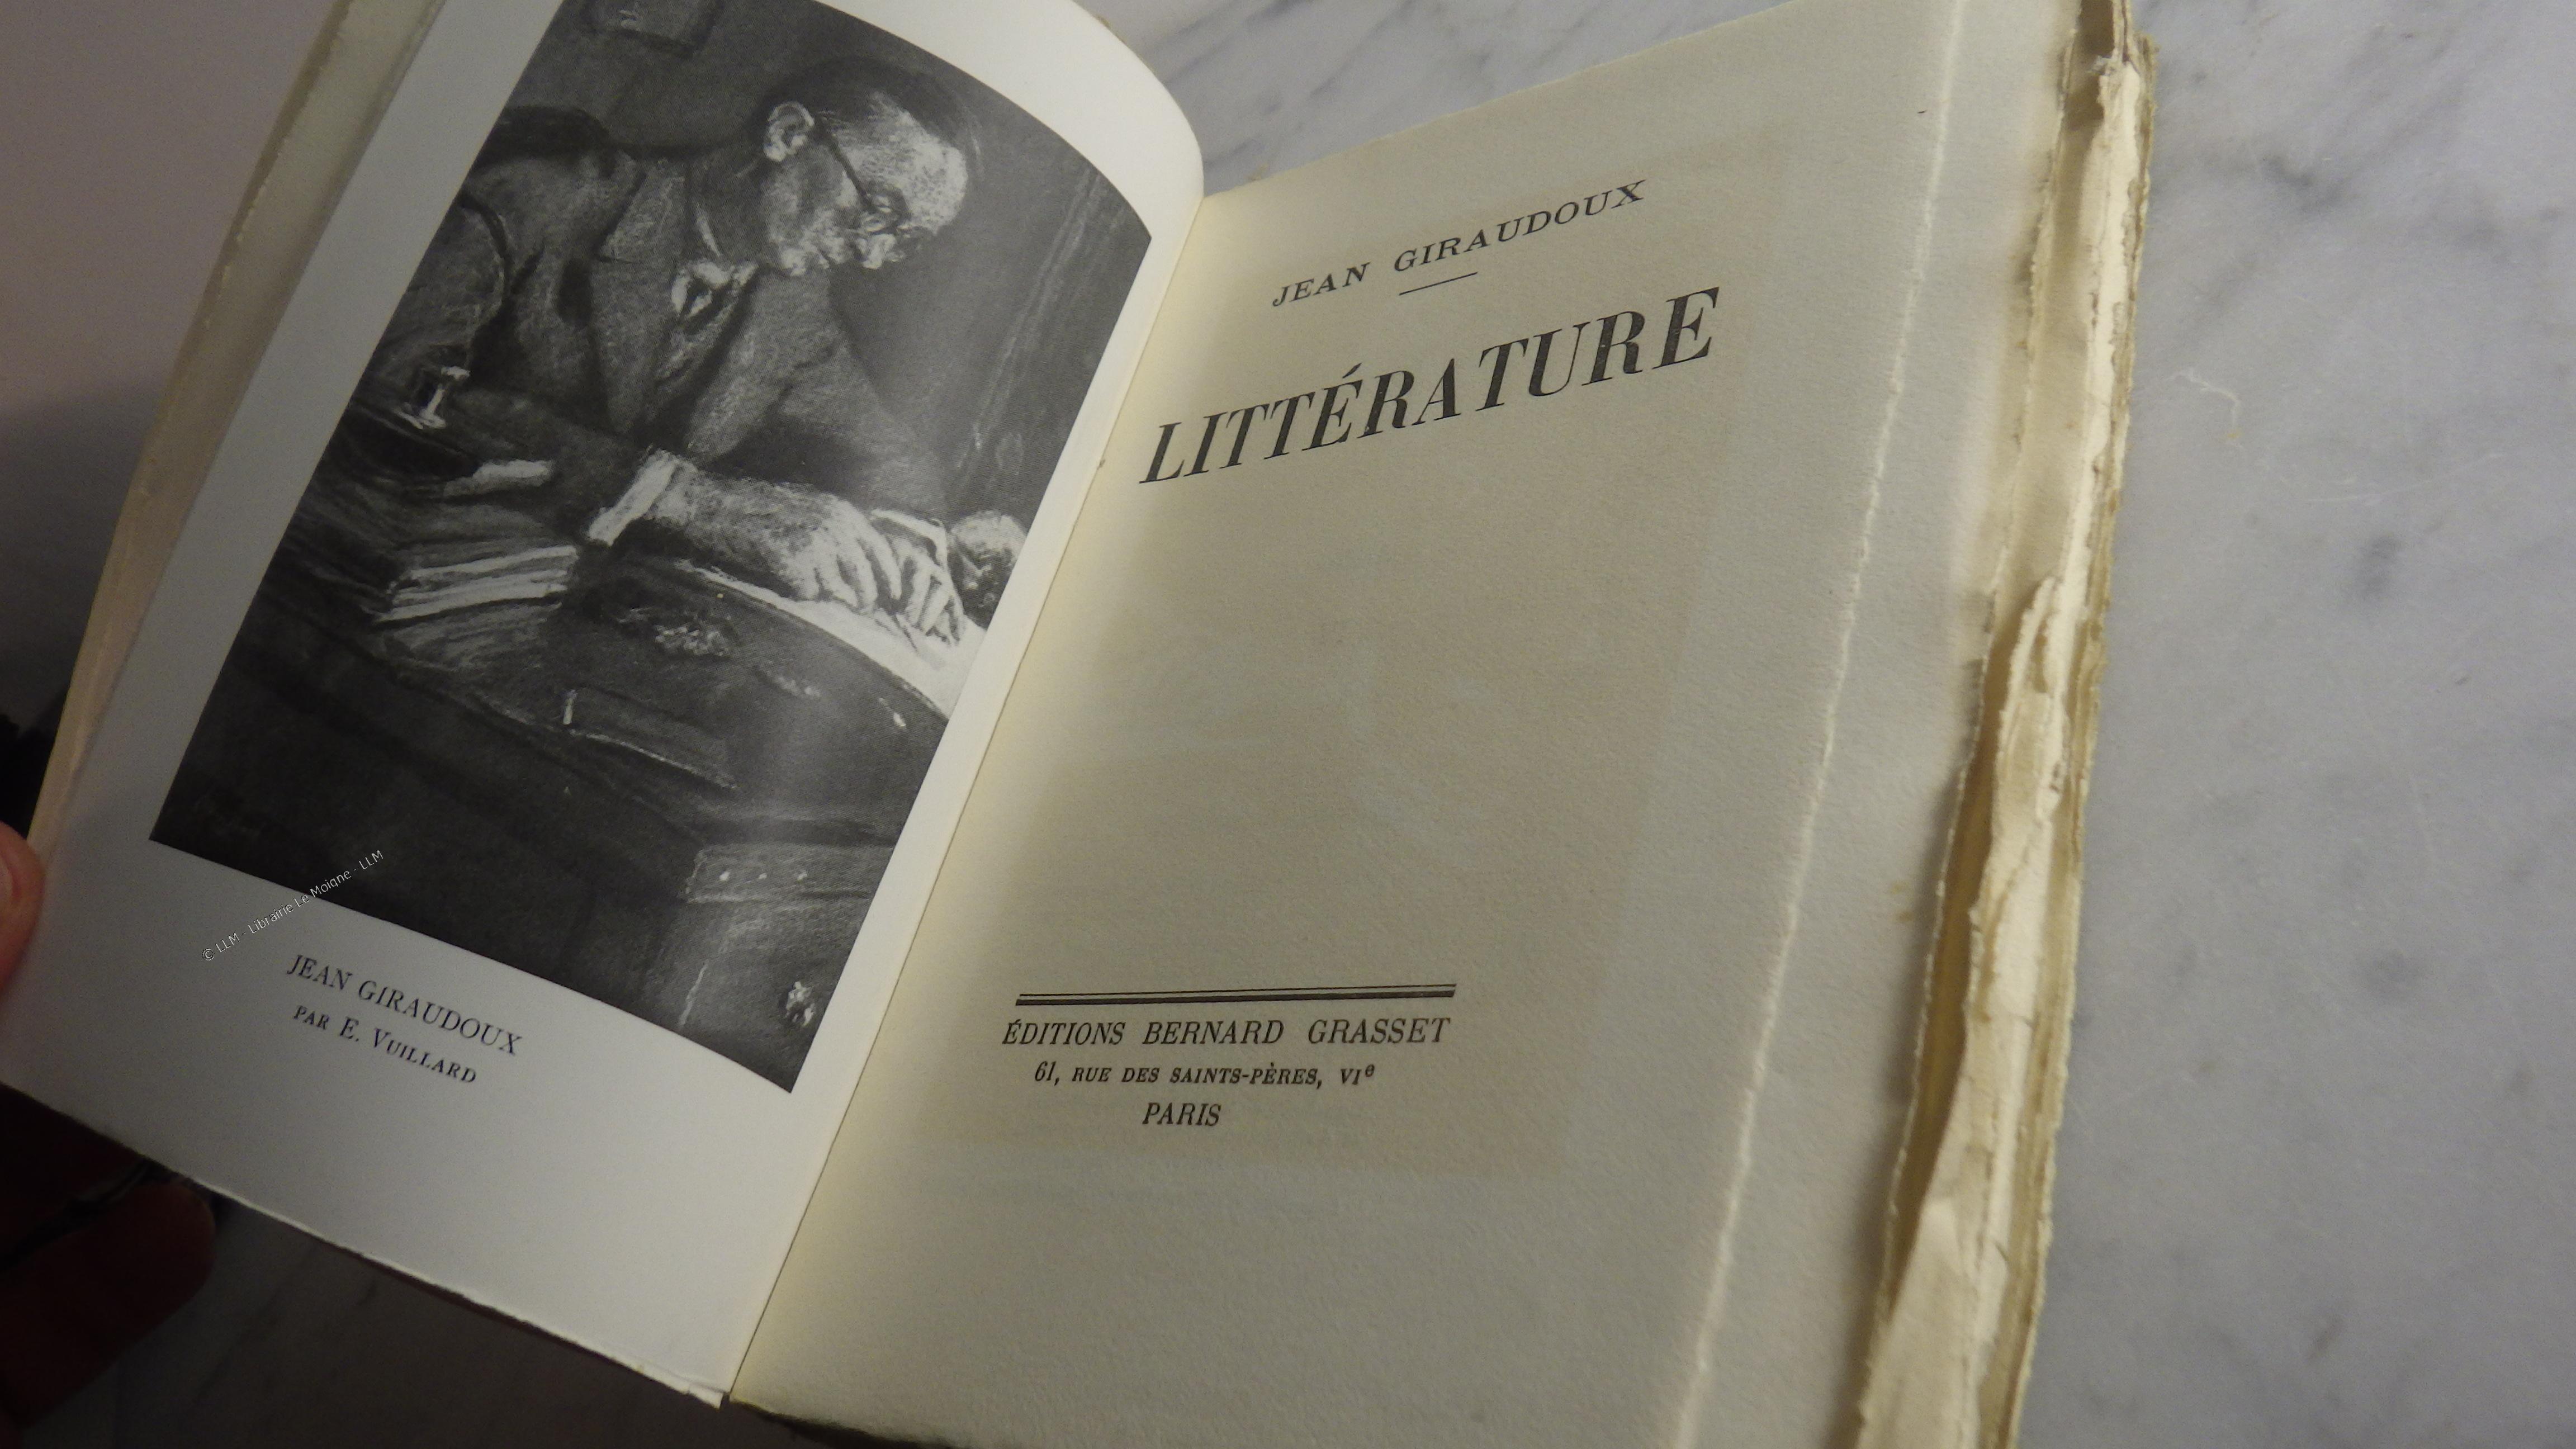 JEAN GIRAUDOUX
PAR E. VUILLARD
© LLM - Librairie Le Moigne - LLM
JEAN GIRAUDOUX
LITTÉRATURE
ÉDITIONS BERNARD GRASSET
61, RUE DES SAINTS-PÈRES, VIe
PARIS